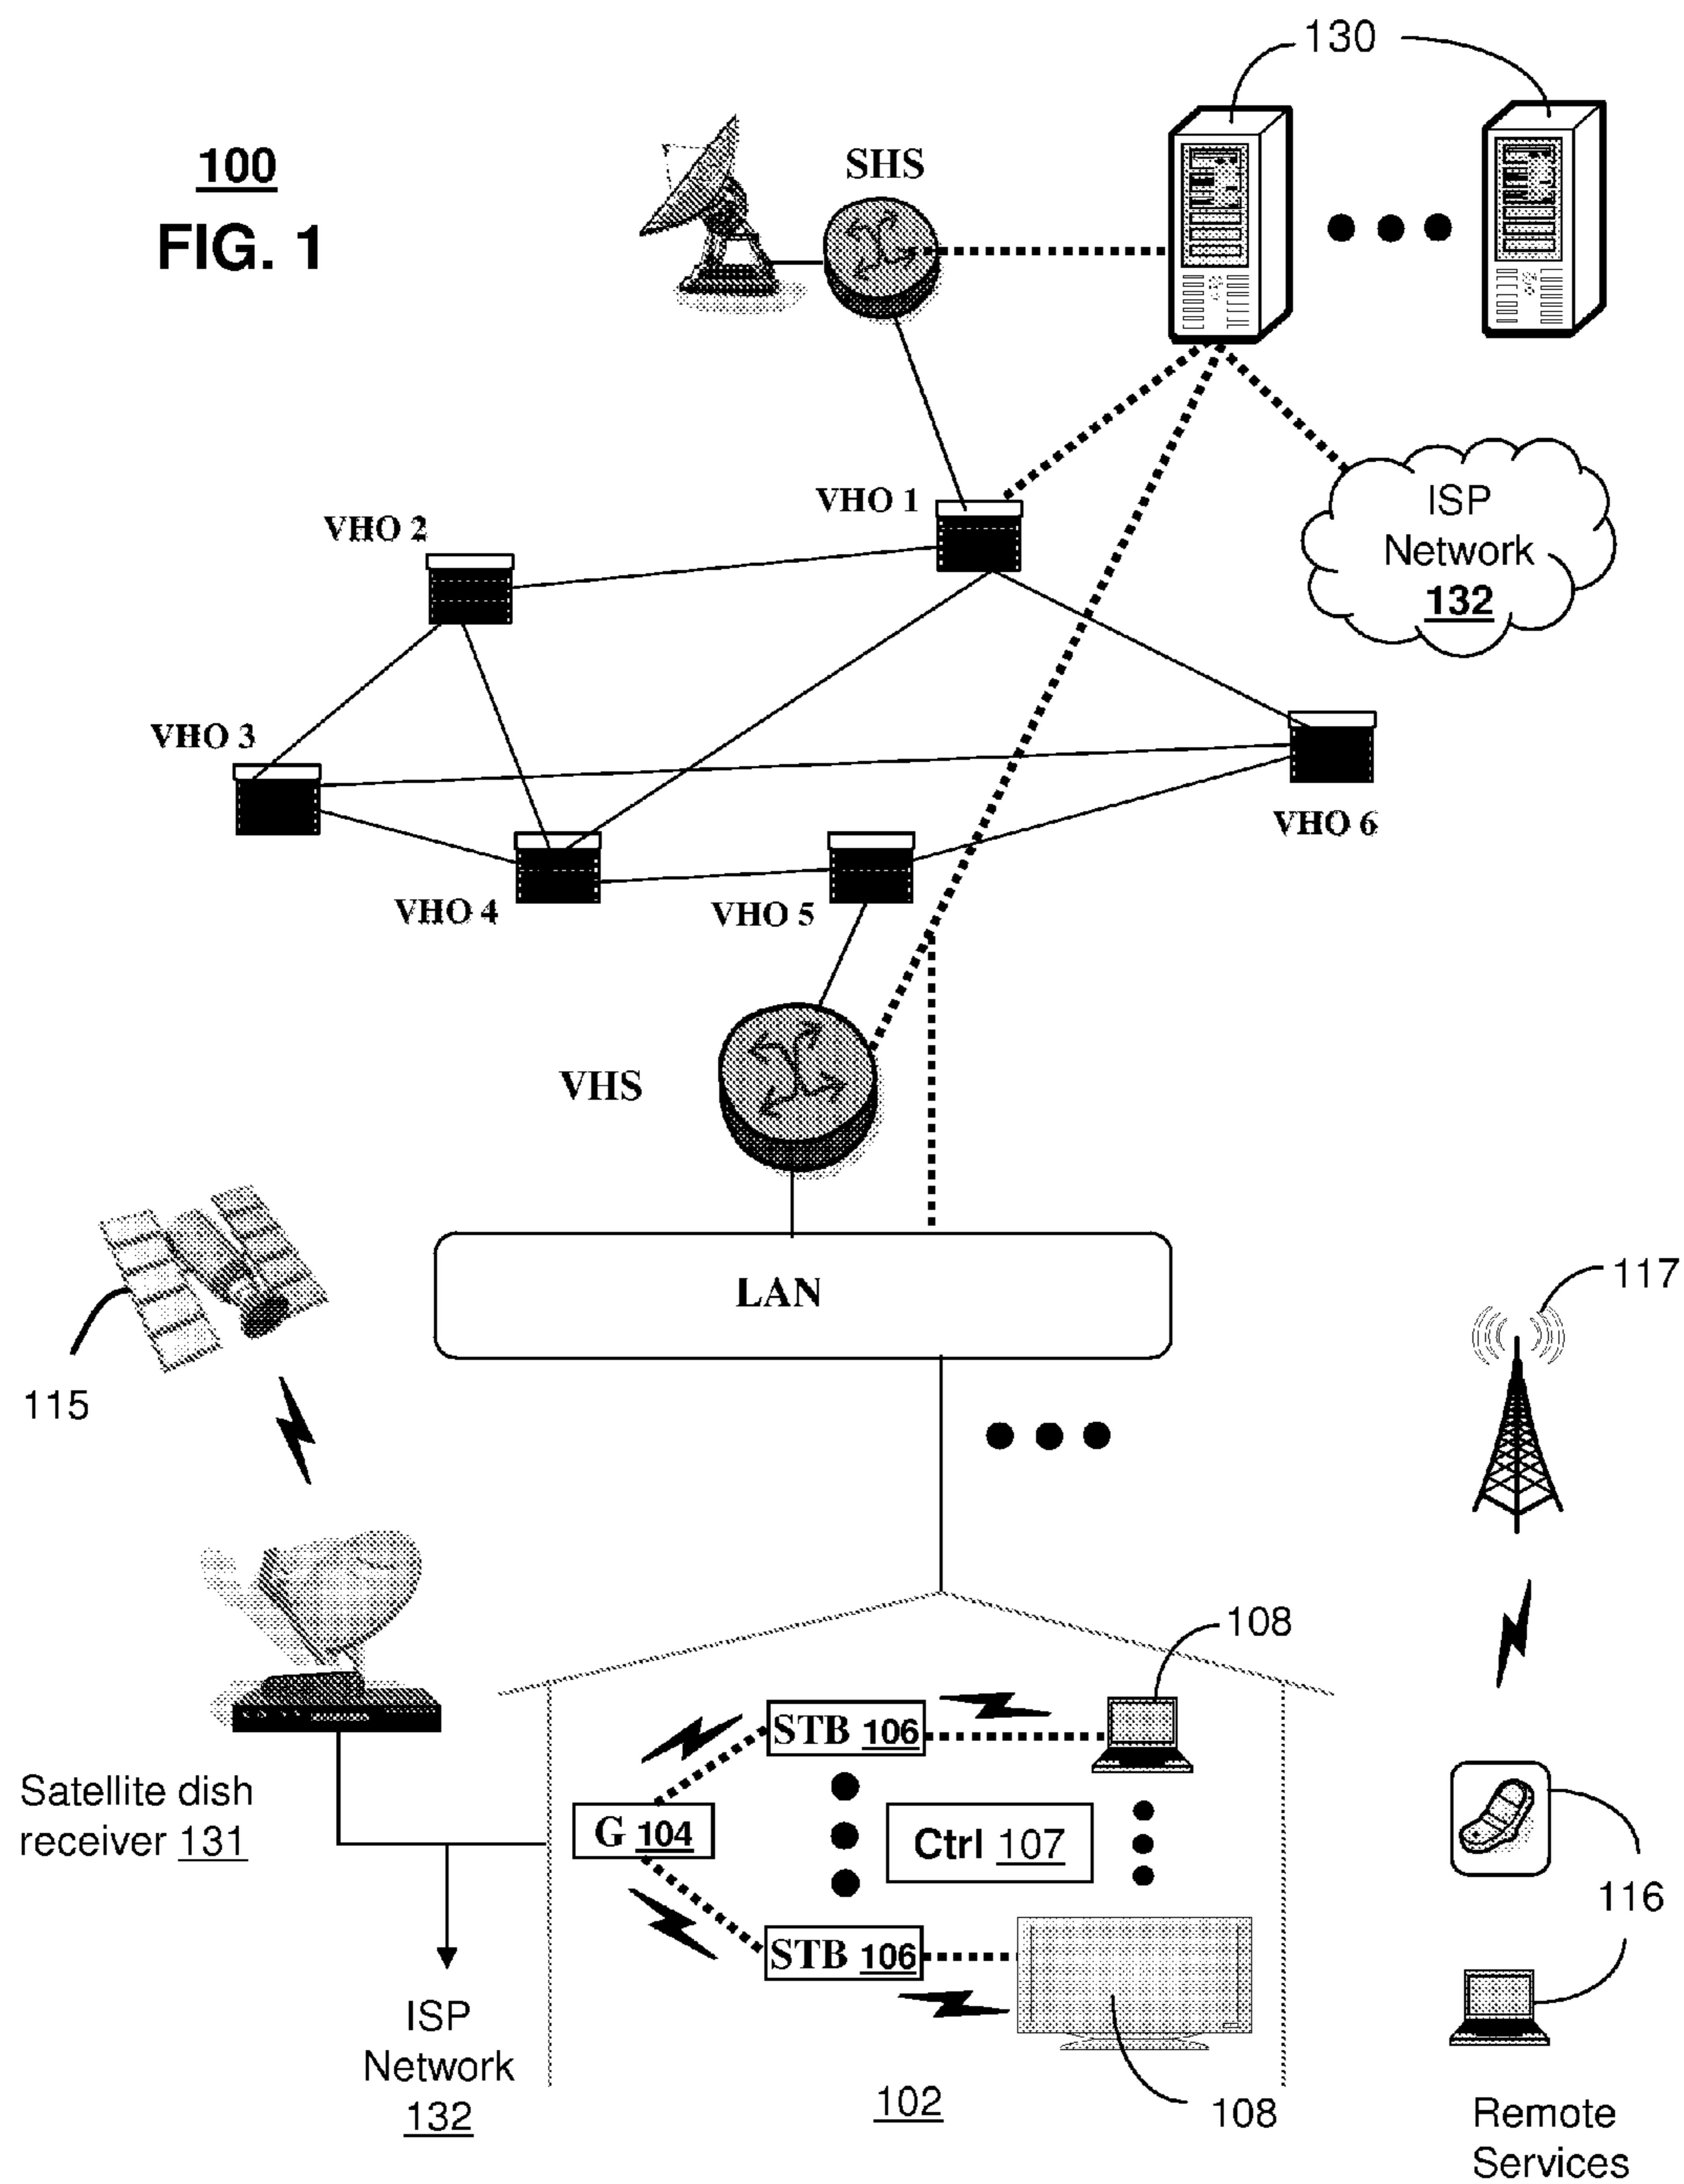 130
100
FIG. 1
SHS
ISP
Network
132
VHO 1
VHO 2
VHO 3
VHO 6
VHO 4
VHO 5
VHS
LAN
117
115
108
STB 106
Satellite dish
receiver 131
G 104
Ctrl 107
116
STB 106
ISP
Network
132
102
108
Remote
Services